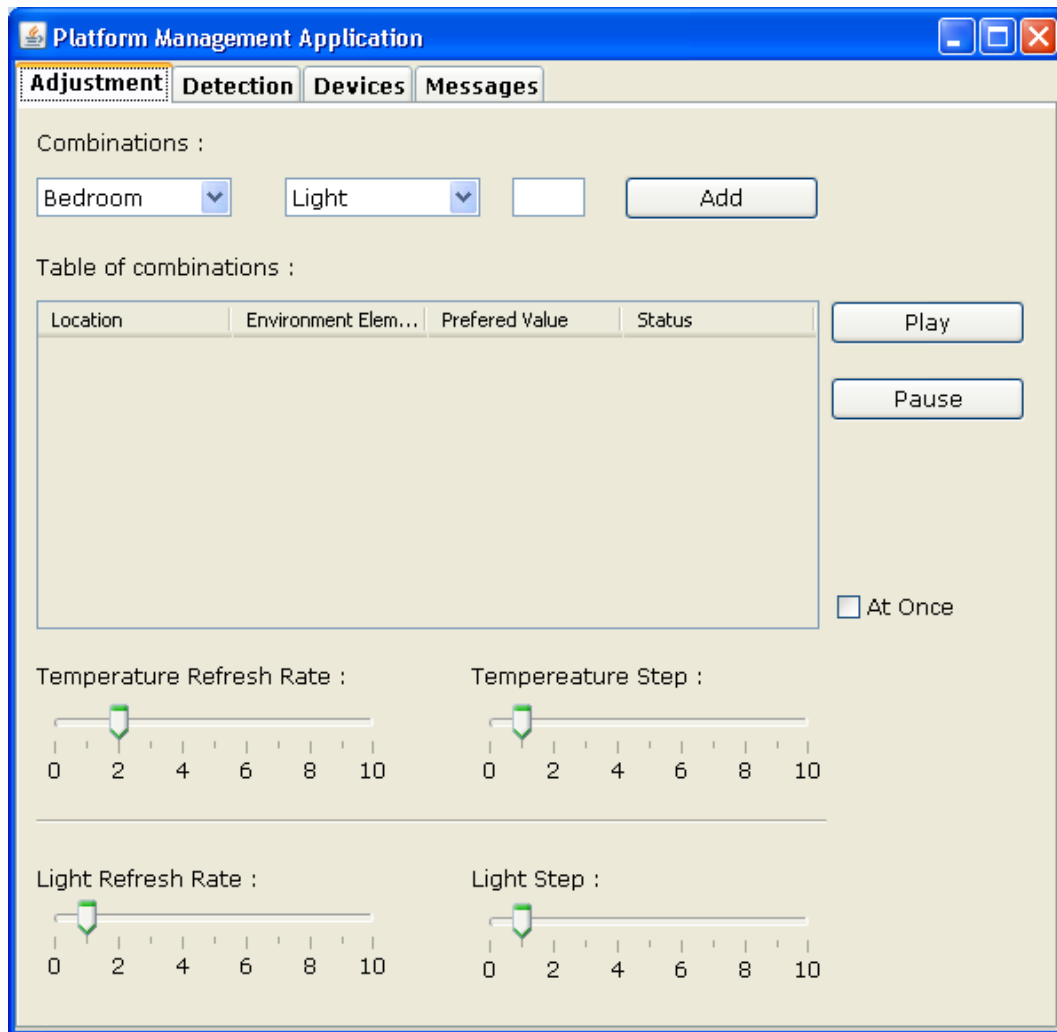 Platform Management Application
Adjustment Detection Devices Messages
Combinations :
Bedroom Light Add
Table of combinations :
Location Environment Elem... Prefered Value Status
Play
Pause
At Once
Temperature Refresh Rate : Tempereature Step :
0 2 4 6 8 10 0 2 4 6 8 10
Light Refresh Rate : Light Step :
0 2 4 6 8 10 0 2 4 6 8 10